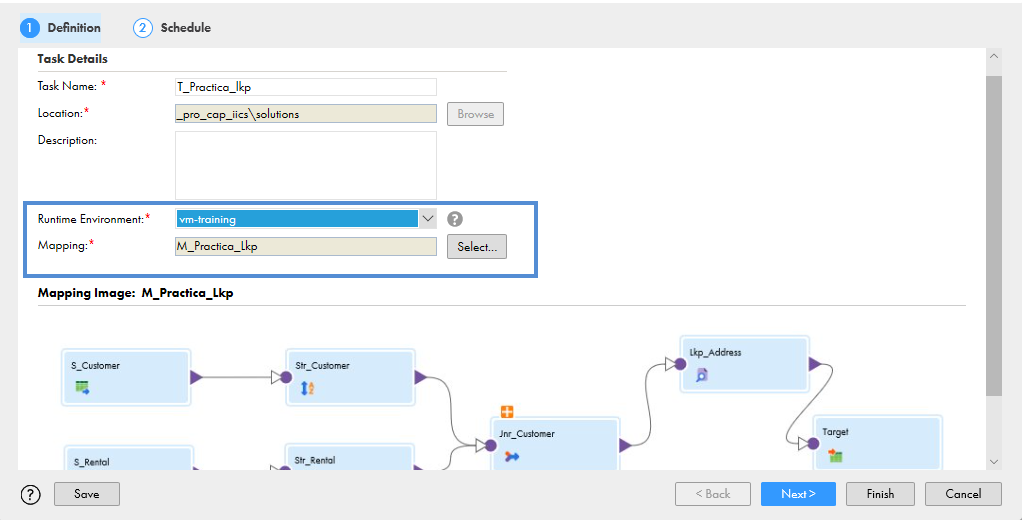 1 Definition 2 Schedule
Task Details
Task Name: * T_Practica_lkp
Location:* _pro_cap_iics\solutions Browse
Description:
Runtime Environment:* vm-training ?
Mapping:* M_Practica_Lkp Select...
Mapping Image: M_Practica_Lkp
Lkp_Address
S_Customer Str_Customer
Jnr_Customer Target
S_Rental Str_Rental
? Save < Back Next > Finish Cancel